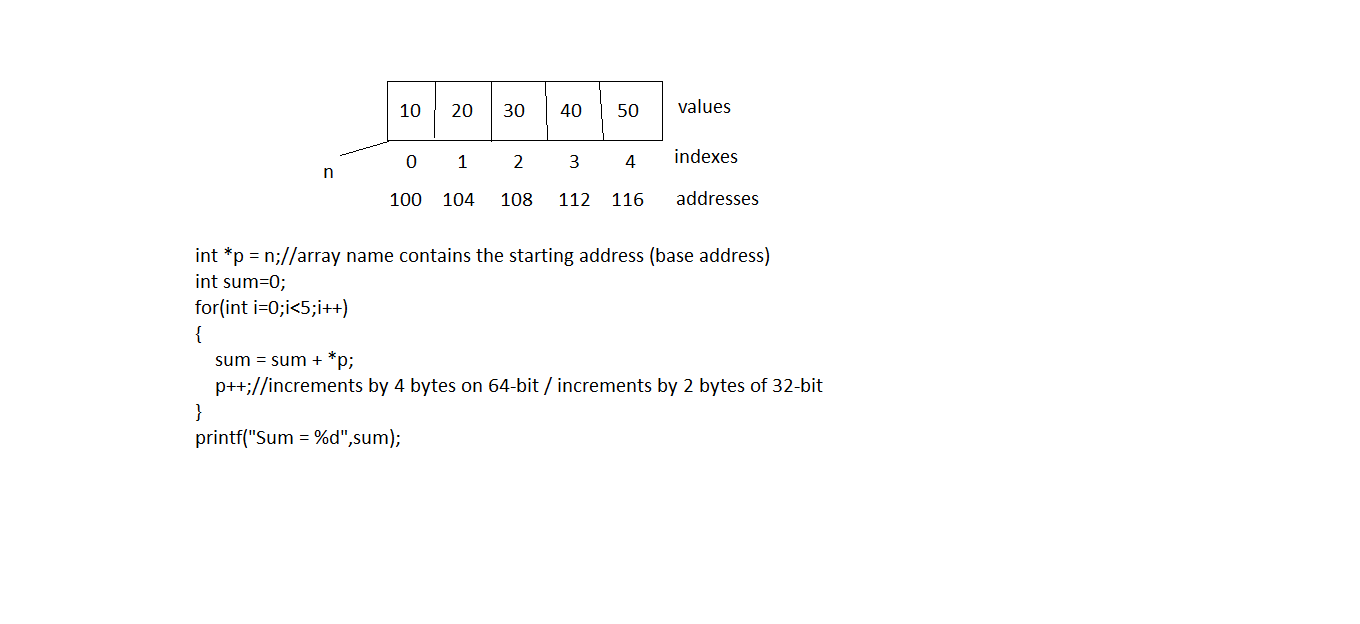 10 20 30 40 50 values
0 1 2 3 4 indexes
n
100 104 108 112 116 addresses
int *p = n;//array name contains the starting address (base address)
int sum=0;
for(int i=0;i<5;i++)
{
sum = sum + *p;
p++;//increments by 4 bytes on 64-bit / increments by 2 bytes of 32-bit
}
printf("Sum = %d",sum);